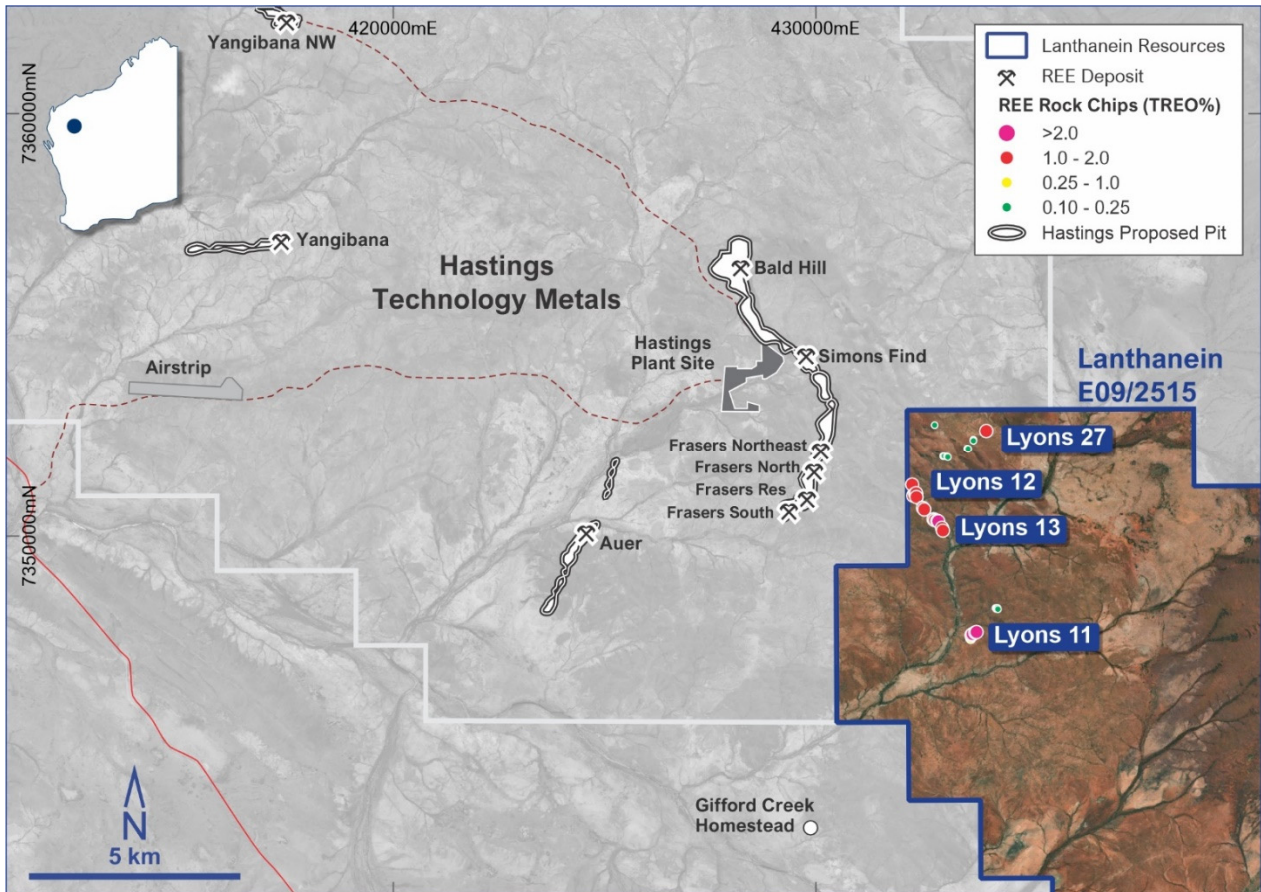 420000mE
430000mE
Yangibana NW
7360000mN
Lanthanein Resources
REE Deposit
REE Rock Chips (TREO%)
>2.0
1.0 - 2.0
0.25 - 1.0
0.10 - 0.25
Hastings Proposed Pit
Yangibana
Hastings
Technology Metals
Bald Hill
Hastings
Plant Site
Simons Find
Airstrip
Lanthanein
E09/2515
Lyons 27
Frasers Northeast
Frasers North
Frasers Res
Frasers South
Lyons 12
Lyons 13
7350000mN
Auer
Lyons 11
N
5 km
Gifford Creek
Homestead